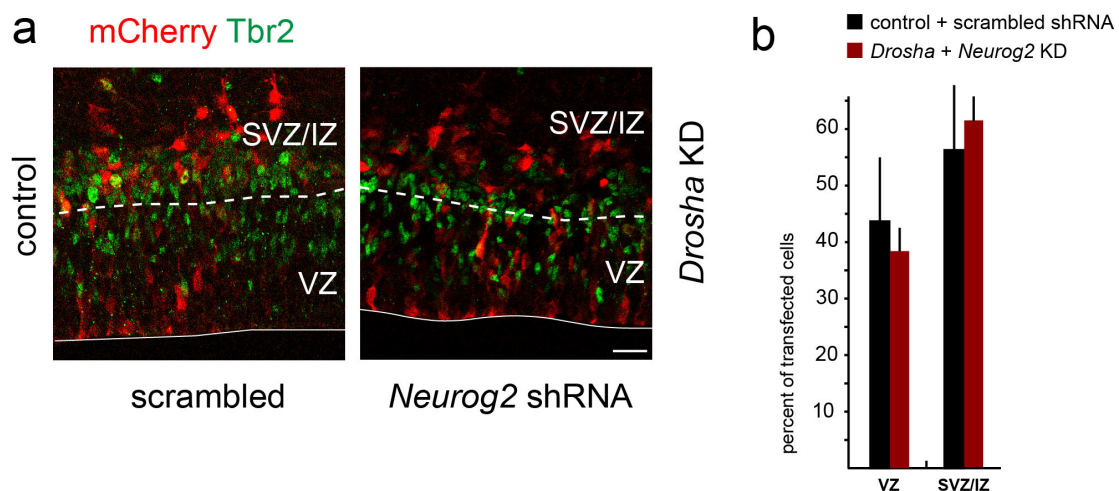 a
mCherry Tbr2
control
SVZ/IZ
VZ
scrambled
SVZ/IZ
VZ
Neurog2 shRNA
Drosha KD
b
control + scrambled shRNA
Drosha + Neurog2 KD
percent of transfected cells
60
50
40
30
20
10
VZ
SVZ/IZ